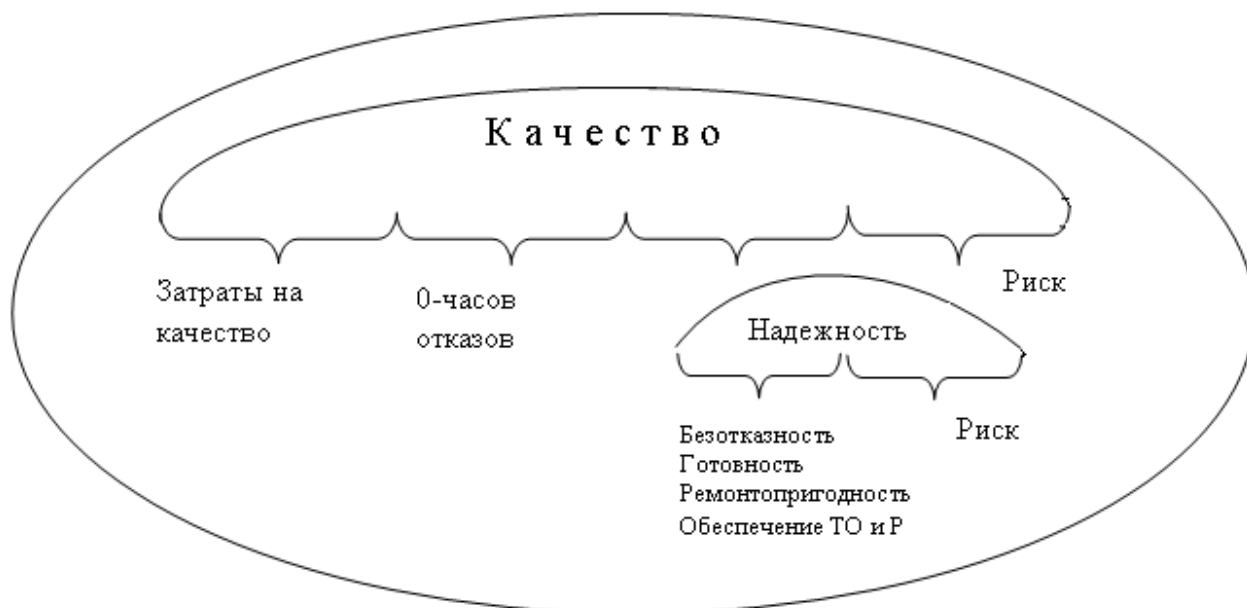 К а ч е с т в о
Затраты на
качество
0-часов
отказов
Риск
Надежность
Безотказность
Готовность
Ремонтопригодность
Обеспечение ТО и Р
Риск